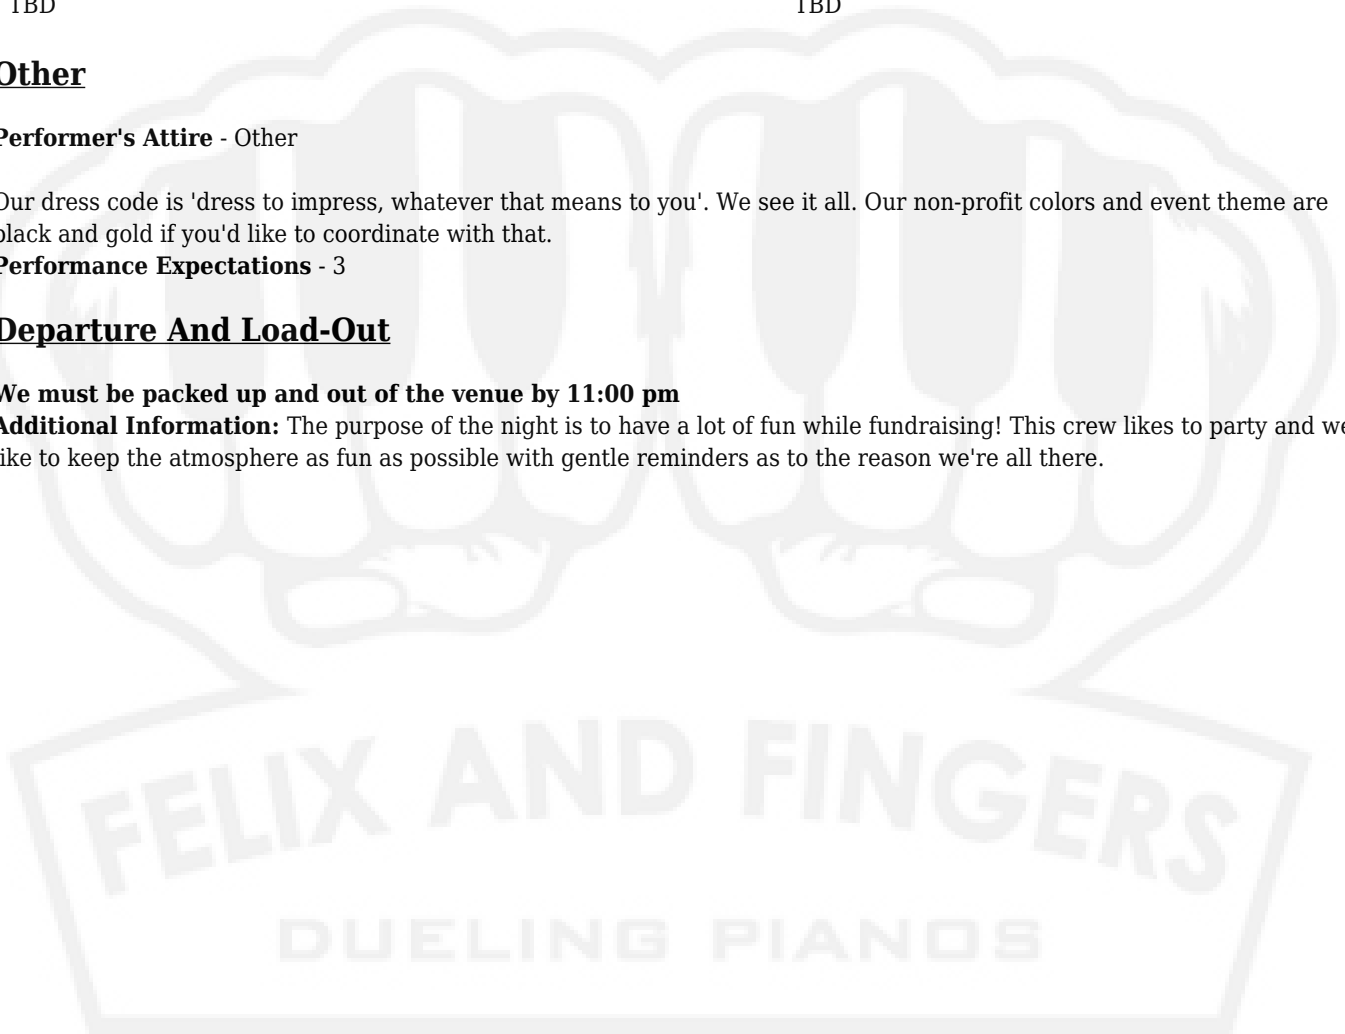 TBD TBD
Other
Performer's Attire - Other
Our dress code is 'dress to impress, whatever that means to you'. We see it all. Our non-profit colors and event theme are
black and gold if you'd like to coordinate with that.
Performance Expectations - 3
Departure And Load-Out
We must be packed up and out of the venue by 11:00 pm
Additional Information: The purpose of the night is to have a lot of fun while fundraising! This crew likes to party and we
like to keep the atmosphere as fun as possible with gentle reminders as to the reason we're all there.
FELIX AND FINGERS
DUELING PIANOS